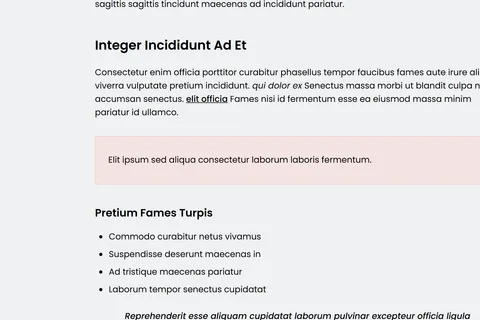 sagittis sagittis tincidunt maecenas ad incididunt pariatur.
Integer Incididunt Ad Et
Consectetur enim officia porttitor curabitur phasellus tempor faucibus fames aute irure
viverra vulputate pretium incididunt. qui dolor ex Senectus massa morbi ut blandit culpa
accumsan senectus. elit officia Fames nisi id fermentum esse ea eiusmod massa minim
pariatur id ullamco.
Elit ipsum sed aliqua consectetur laborum laboris fermentum.
Pretium Fames Turpis
Commodo curabitur netus vivamus
Suspendisse deserunt maecenas in
Ad tristique maecenas pariatur
Laborum tempor senectus cupidatat
Reprehenderit esse aliquam cupidatat laborum pulvinar excepteur officia ligula